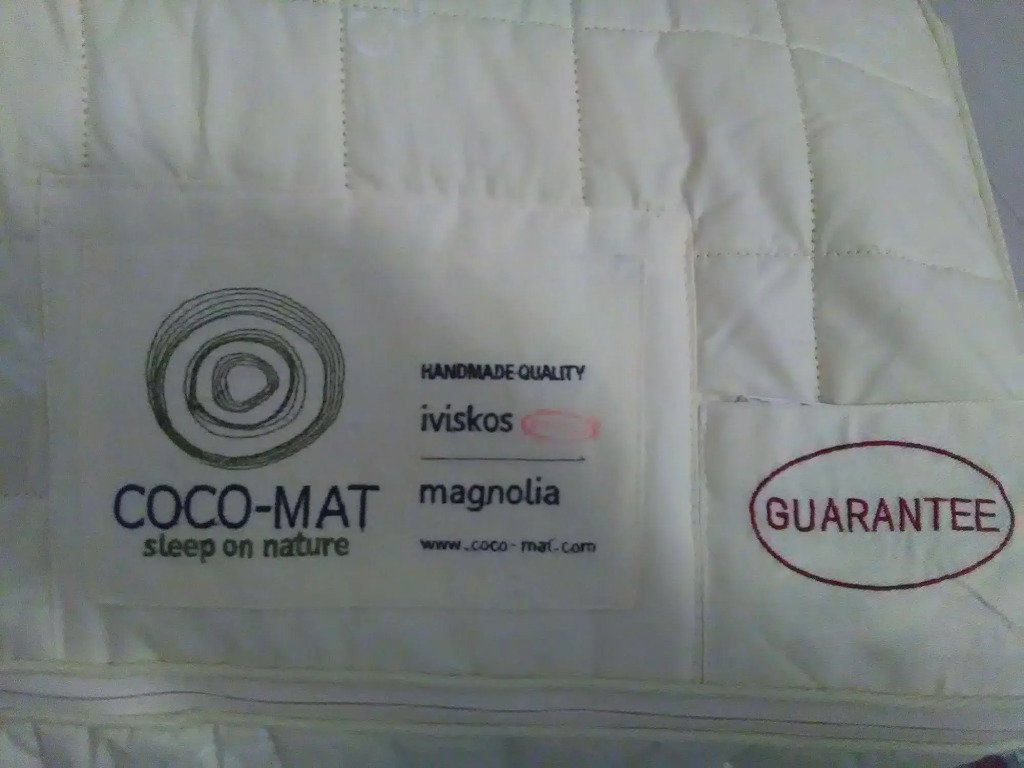 COCO-MAT
sleep on nature
HANDMADE QUALITY
iviskos
magnolia
www.coco-mat.com
GUARANTEE